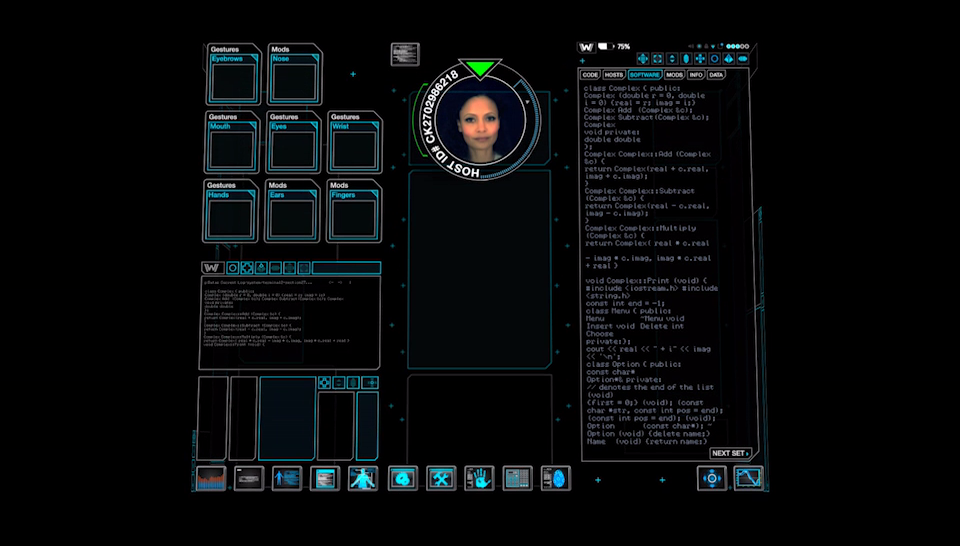 Gestures
Eyebrows
Mods
Nose
Gestures
Mouth
Gestures
Eyes
Gestures
Wrist
Gestures
Hands
Mods
Ears
Mods
Fingers
W
class Complex { public:
HOST ID# CK2702986218
W 75%
CODE HOSTS SOFTWARE MODS INFO DATA
class Complex { public:
Complex (double r = 0, double
i = 0) {real = r; imag = i;}
Complex Add (Complex &c);
Complex Subtract(Complex &c);
Complex
void private:
double double
};
Complex Complex::Add (Complex
&c) {
return Complex(real + c.real,
imag + c.imag);
}
Complex Complex::Subtract
(Complex &c) {
return Complex(real - c.real,
imag - c.imag);
}
Complex Complex::Multiply
(Complex &c) {
return Complex( real * c.real
- imag * c.imag, imag * c.real
+ real )
void Complex::Print (void) {
#include <iostream.h> #include
<string.h>
const int end = -1;
class Menu { public:
Menu ~Menu void
Insert void Delete int
Choose
private:};
cout << real << " + i" << imag
<< '\n';
class Option { public:
const char*
Option*& private:
// denotes the end of the list
(void)
{first = 0;} (void); (const
char *str, const int pos = end);
(const int pos = end); (void);
Option (const char*); ~
Option (void) {delete name;}
Name (void) {return name;}
NEXT SET